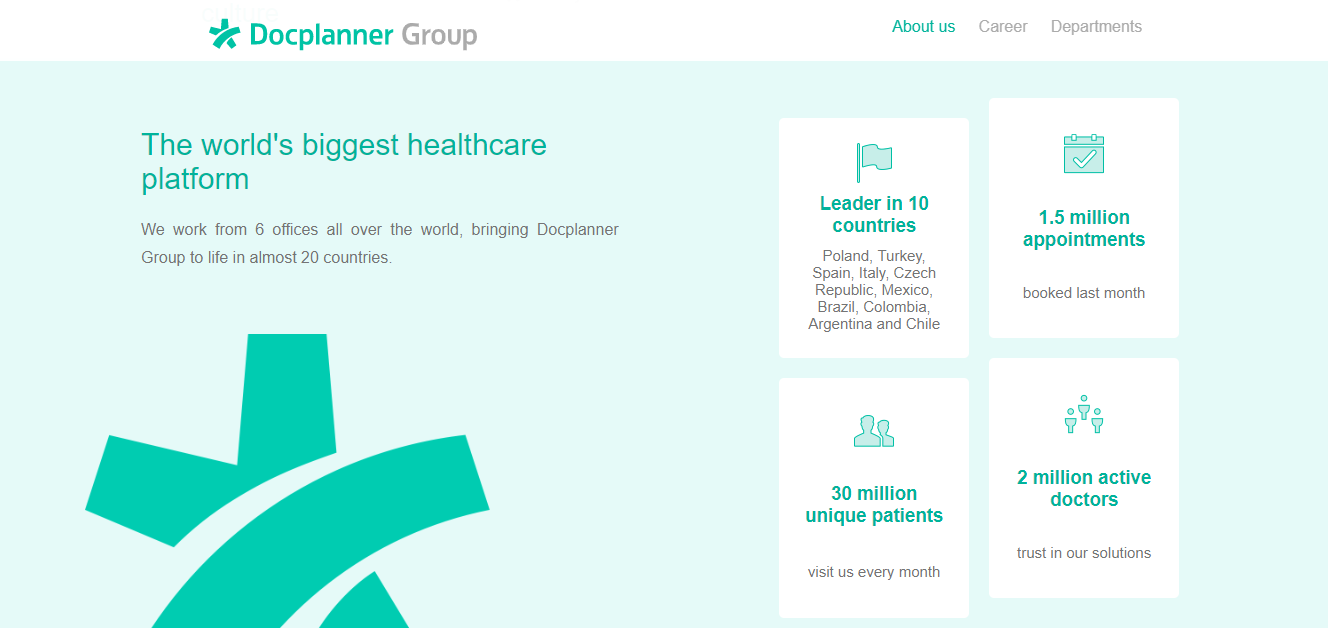 culture
Docplanner Group
About us Career Departments
The world's biggest healthcare
platform
We work from 6 offices all over the world, bringing Docplanner
Group to life in almost 20 countries.
Leader in 10
countries
Poland, Turkey,
Spain, Italy, Czech
Republic, Mexico,
Brazil, Colombia,
Argentina and Chile
1.5 million
appointments
booked last month
30 million
unique patients
visit us every month
2 million active
doctors
trust in our solutions